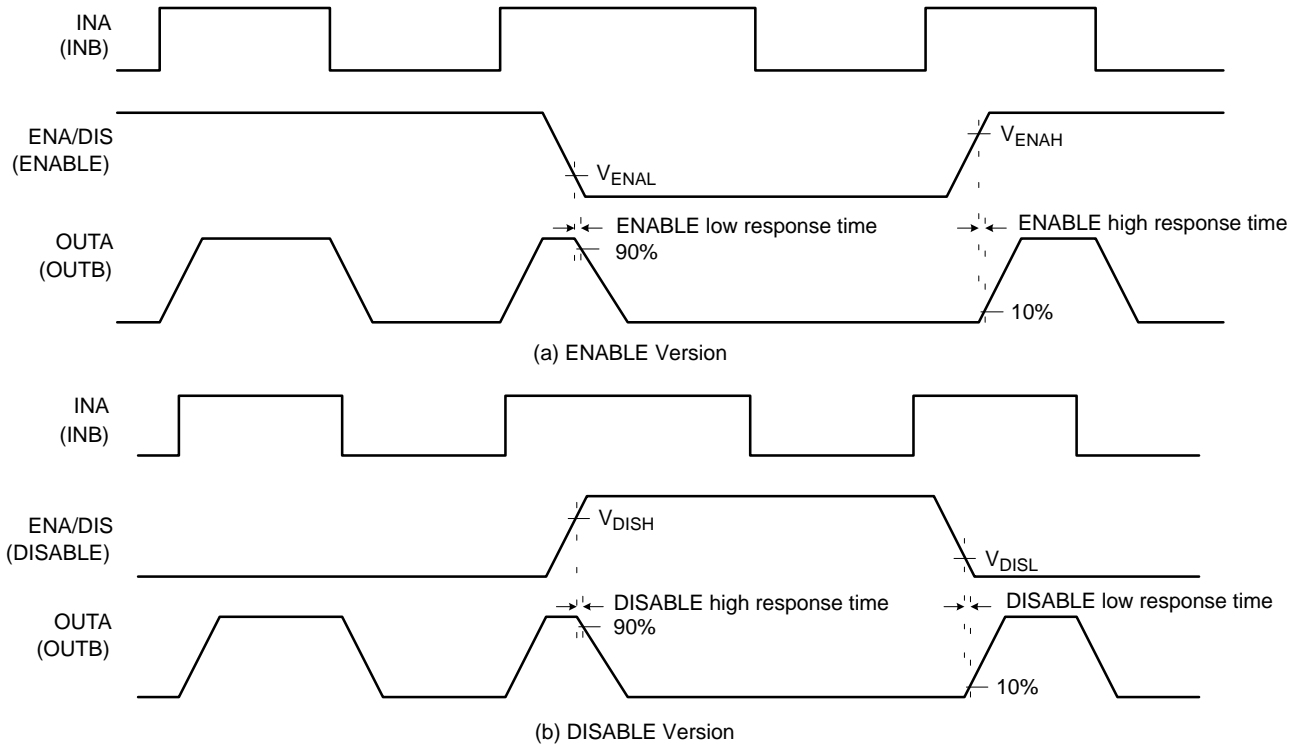 INA
(INB)
ENA/DIS
(ENABLE)
VENAL
VENAH
ENABLE low response time
ENABLE high response time
OUTA
(OUTB)
90%
10%
(a) ENABLE Version
INA
(INB)
ENA/DIS
(DISABLE)
VDISH
VDISL
DISABLE high response time
DISABLE low response time
OUTA
(OUTB)
90%
10%
(b) DISABLE Version